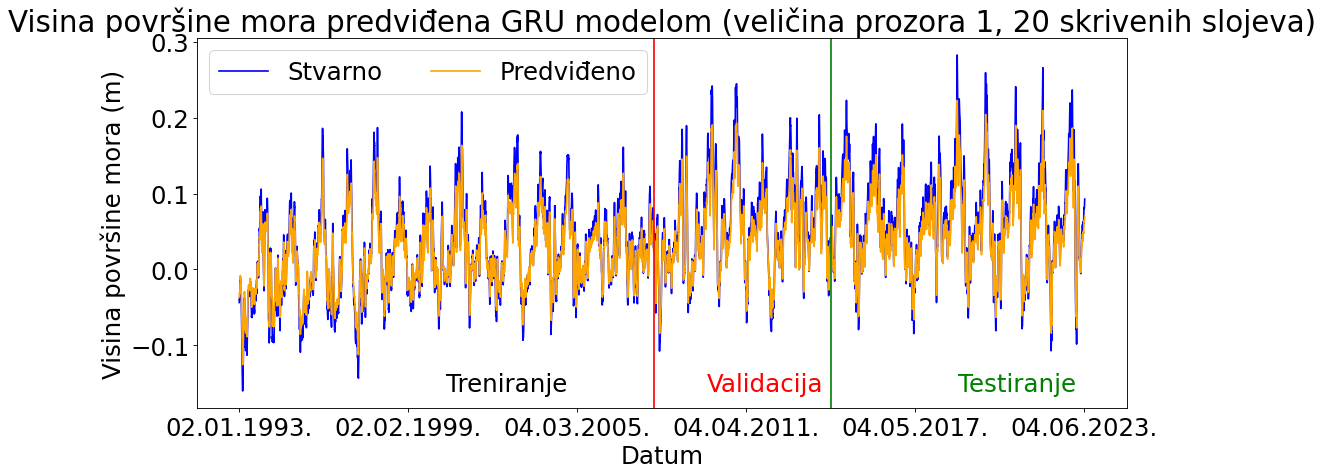 Visina površine mora predviđena GRU modelom (veličina prozora 1, 20 skrivenih slojeva)
Stvarno
Predviđeno
Visina površine mora (m)
0.3
0.2
0.1
0.0
−0.1
Treniranje
Validacija
Testiranje
02.01.1993.
02.02.1999.
04.03.2005.
04.04.2011.
04.05.2017.
04.06.2023.
Datum